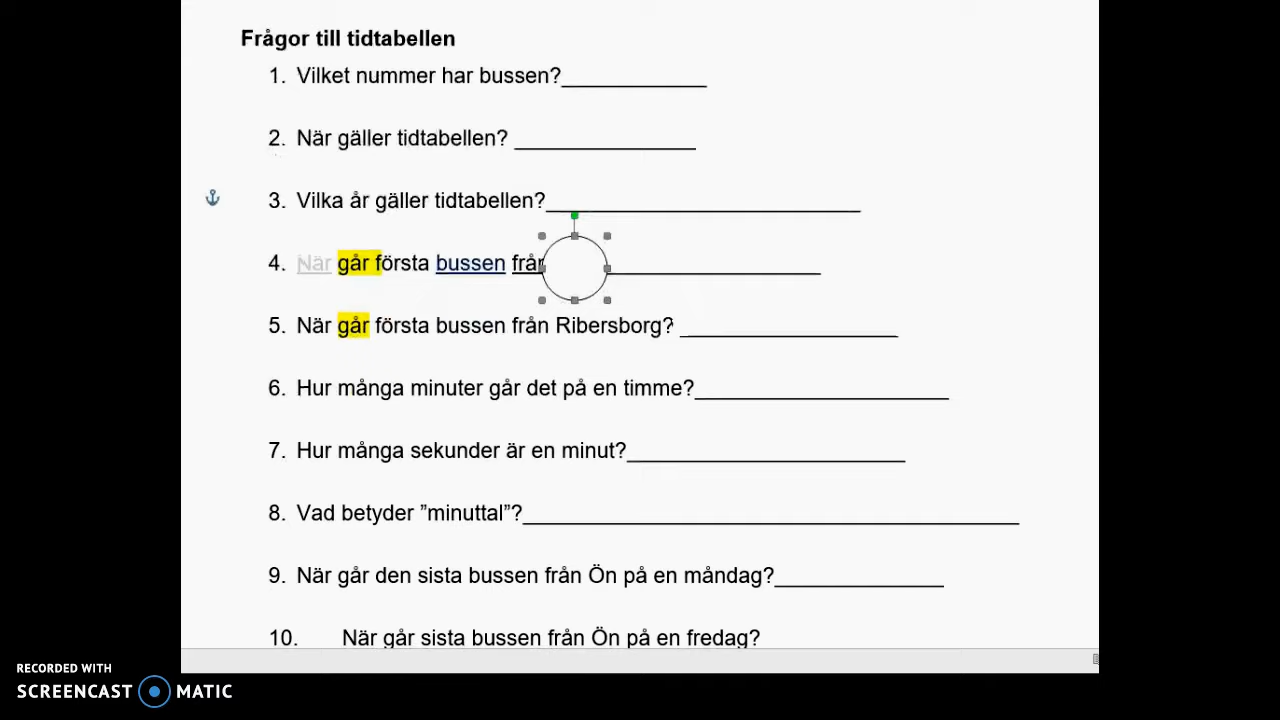 Frågor till tidtabellen
1. Vilket nummer har bussen?
2. När gäller tidtabellen?
3. Vilka år gäller tidtabellen?
4. När går första bussen
5. När går första bussen från Ribersborg?
6. Hur många minuter går det på en timme?
7. Hur många sekunder är en minut?
8. Vad betyder ”minuttal”?
9. När går den sista bussen från Ön på en måndag?
10. När går sista bussen från Ön på en fredag?
RECORDED WITH
SCREENCAST MATIC